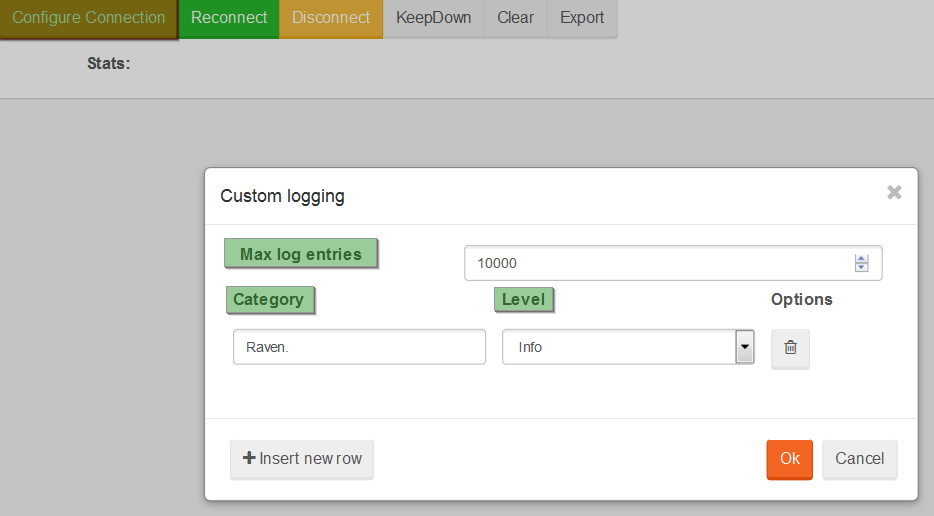 Configure Connection Reconnect Disconnect KeepDown Clear Export
Stats:
Custom logging
Max log entries 10000
Category Level Options
Raven. Info
Insert new row Ok Cancel